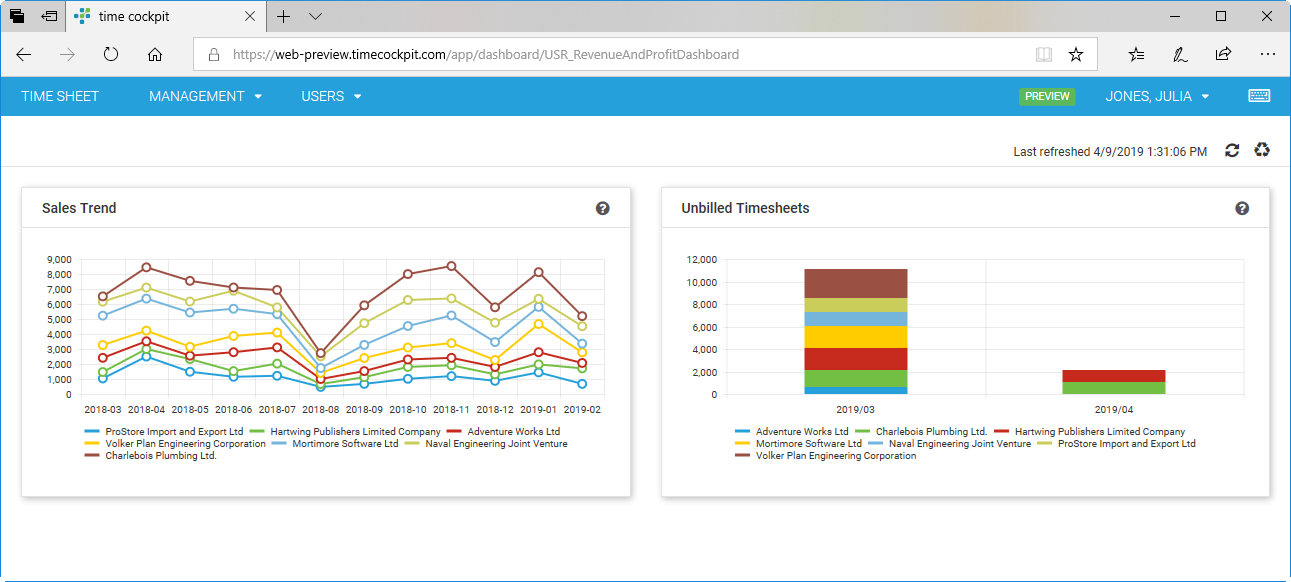 time cockpit
https://web-preview.timecockpit.com/app/dashboard/USR_RevenueAndProfitDashboard
TIME SHEET MANAGEMENT USERS PREVIEW JONES, JULIA
Last refreshed 4/9/2019 1:31:06 PM
Sales Trend
9,000
8,000
7,000
6,000
5,000
4,000
3,000
2,000
1,000
0
2018-03 2018-04 2018-05 2018-06 2018-07 2018-08 2018-09 2018-10 2018-11 2018-12 2019-01 2019-02
ProStore Import and Export Ltd Hartwing Publishers Limited Company Adventure Works Ltd
Volker Plan Engineering Corporation Mortimore Software Ltd Naval Engineering Joint Venture
Charlebois Plumbing Ltd.
Unbilled Timesheets
12,000
10,000
8,000
6,000
4,000
2,000
0
2019/03 2019/04
Adventure Works Ltd Charlebois Plumbing Ltd. Hartwing Publishers Limited Company
Mortimore Software Ltd Naval Engineering Joint Venture ProStore Import and Export Ltd
Volker Plan Engineering Corporation